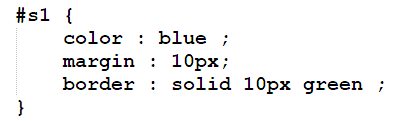 #s1 {
    color : blue ;
    margin : 10px;
    border : solid 10px green ;
}